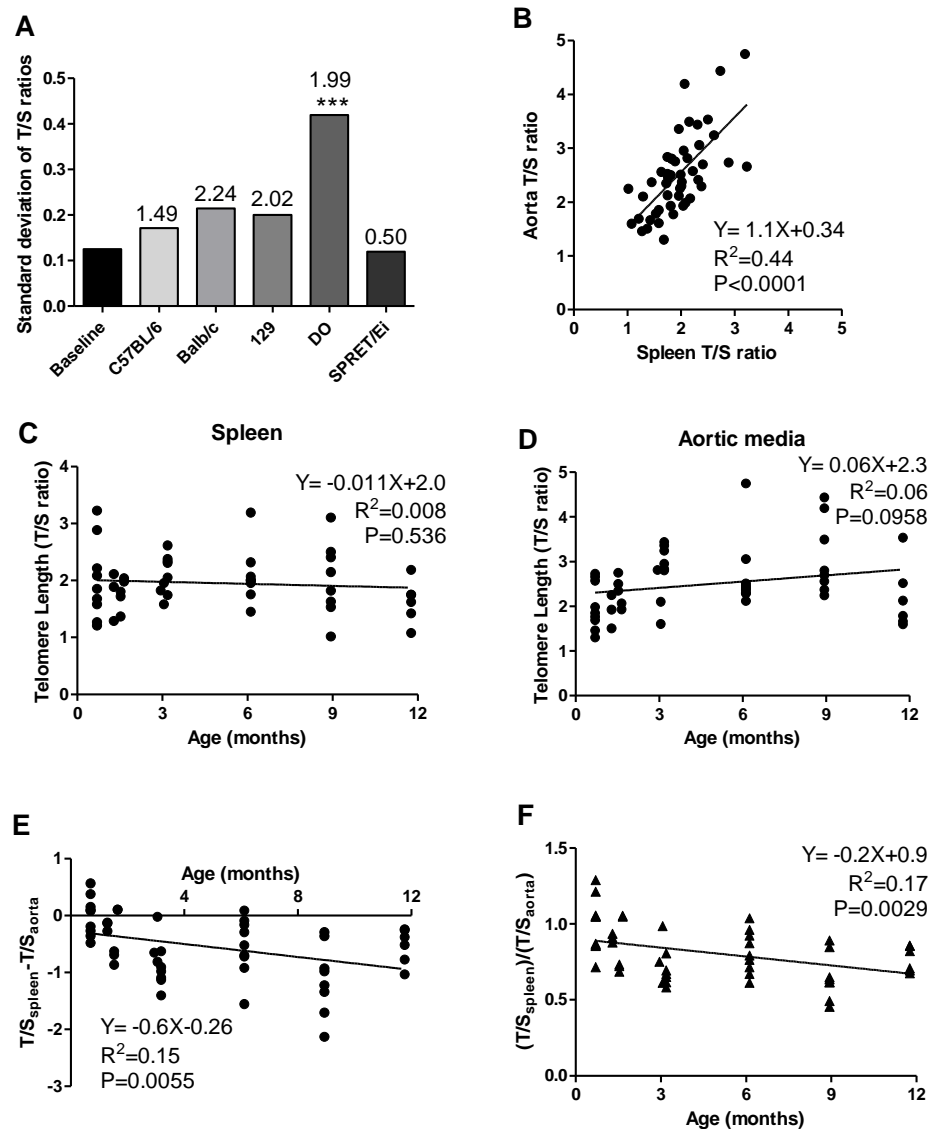 A
Standard deviation of T/S ratios
0.5
0.4
0.3
0.2
0.1
0.0
1.49
2.24
2.02
1.99
***
0.50
Baseline
C57BL/6
Balb/c
129
DO
SPRET/Ei
B
Aorta T/S ratio
5
4
3
2
1
0
Y= 1.1X+0.34
R²=0.44
P<0.0001
0 1 2 3 4 5
Spleen T/S ratio
C
Spleen
Telomere Length (T/S ratio)
4
3
2
1
0
Y= -0.011X+2.0
R²=0.008
P=0.536
0 3 6 9 12
Age (months)
D
Aortic media
Telomere Length (T/S ratio)
5
4
3
2
1
0
Y= 0.06X+2.3
R²=0.06
P=0.0958
0 3 6 9 12
Age (months)
E
Age (months)
4 8 12
T/Sspleen-T/Saorta
1
0
-1
-2
-3
Y= -0.6X-0.26
R²=0.15
P=0.0055
F
(T/Sspleen)/(T/Saorta)
1.5
1.0
0.5
0.0
Y= -0.2X+0.9
R²=0.17
P=0.0029
0 3 6 9 12
Age (months)